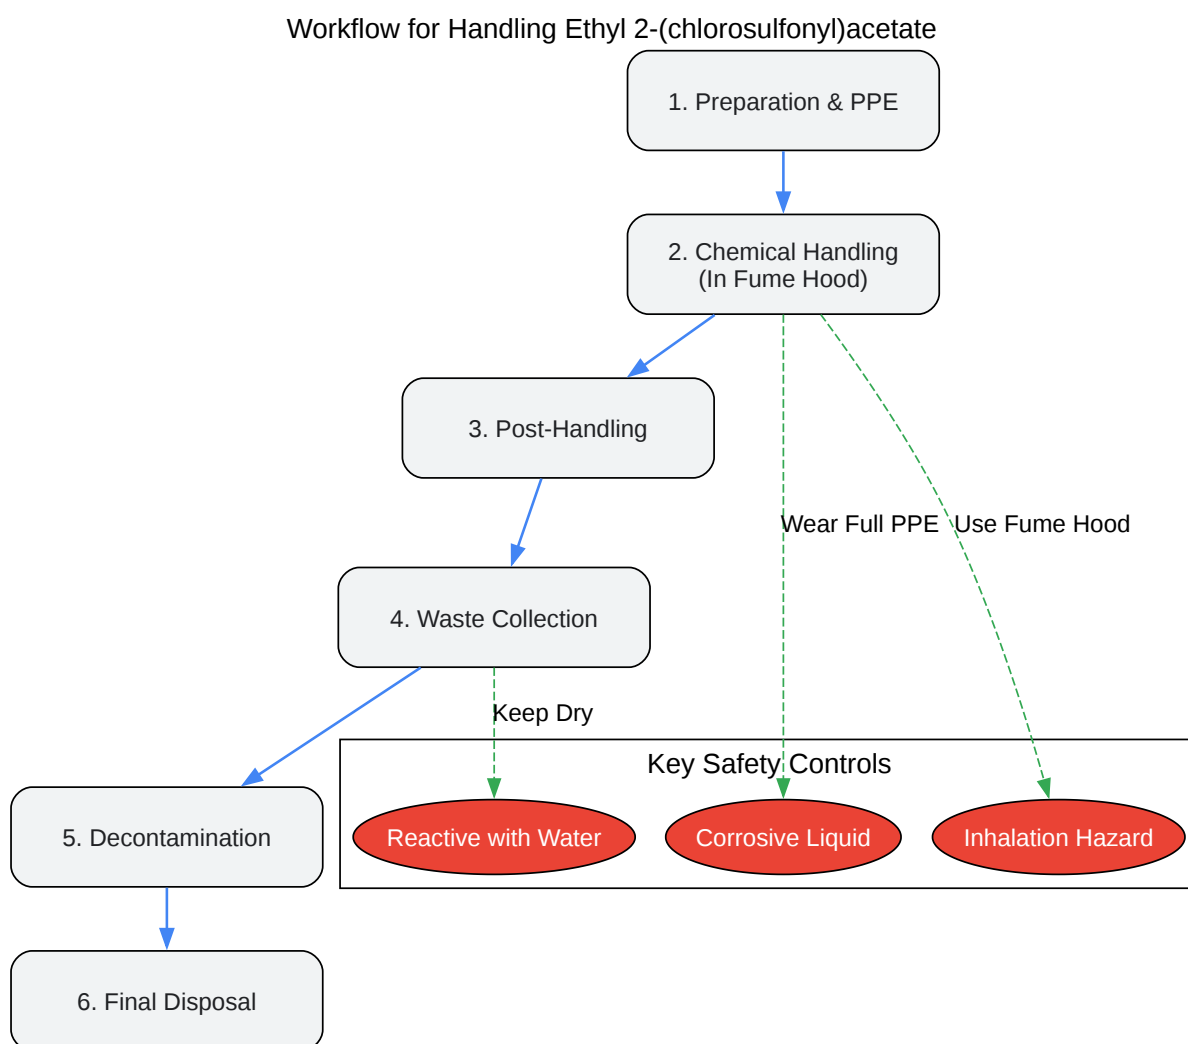 Workflow for Handling Ethyl 2-(chlorosulfonyl)acetate
1. Preparation & PPE
2. Chemical Handling
(In Fume Hood)
3. Post-Handling
Wear Full PPE
Use Fume Hood
4. Waste Collection
Keep Dry
Key Safety Controls
5. Decontamination
Reactive with Water
Corrosive Liquid
Inhalation Hazard
6. Final Disposal